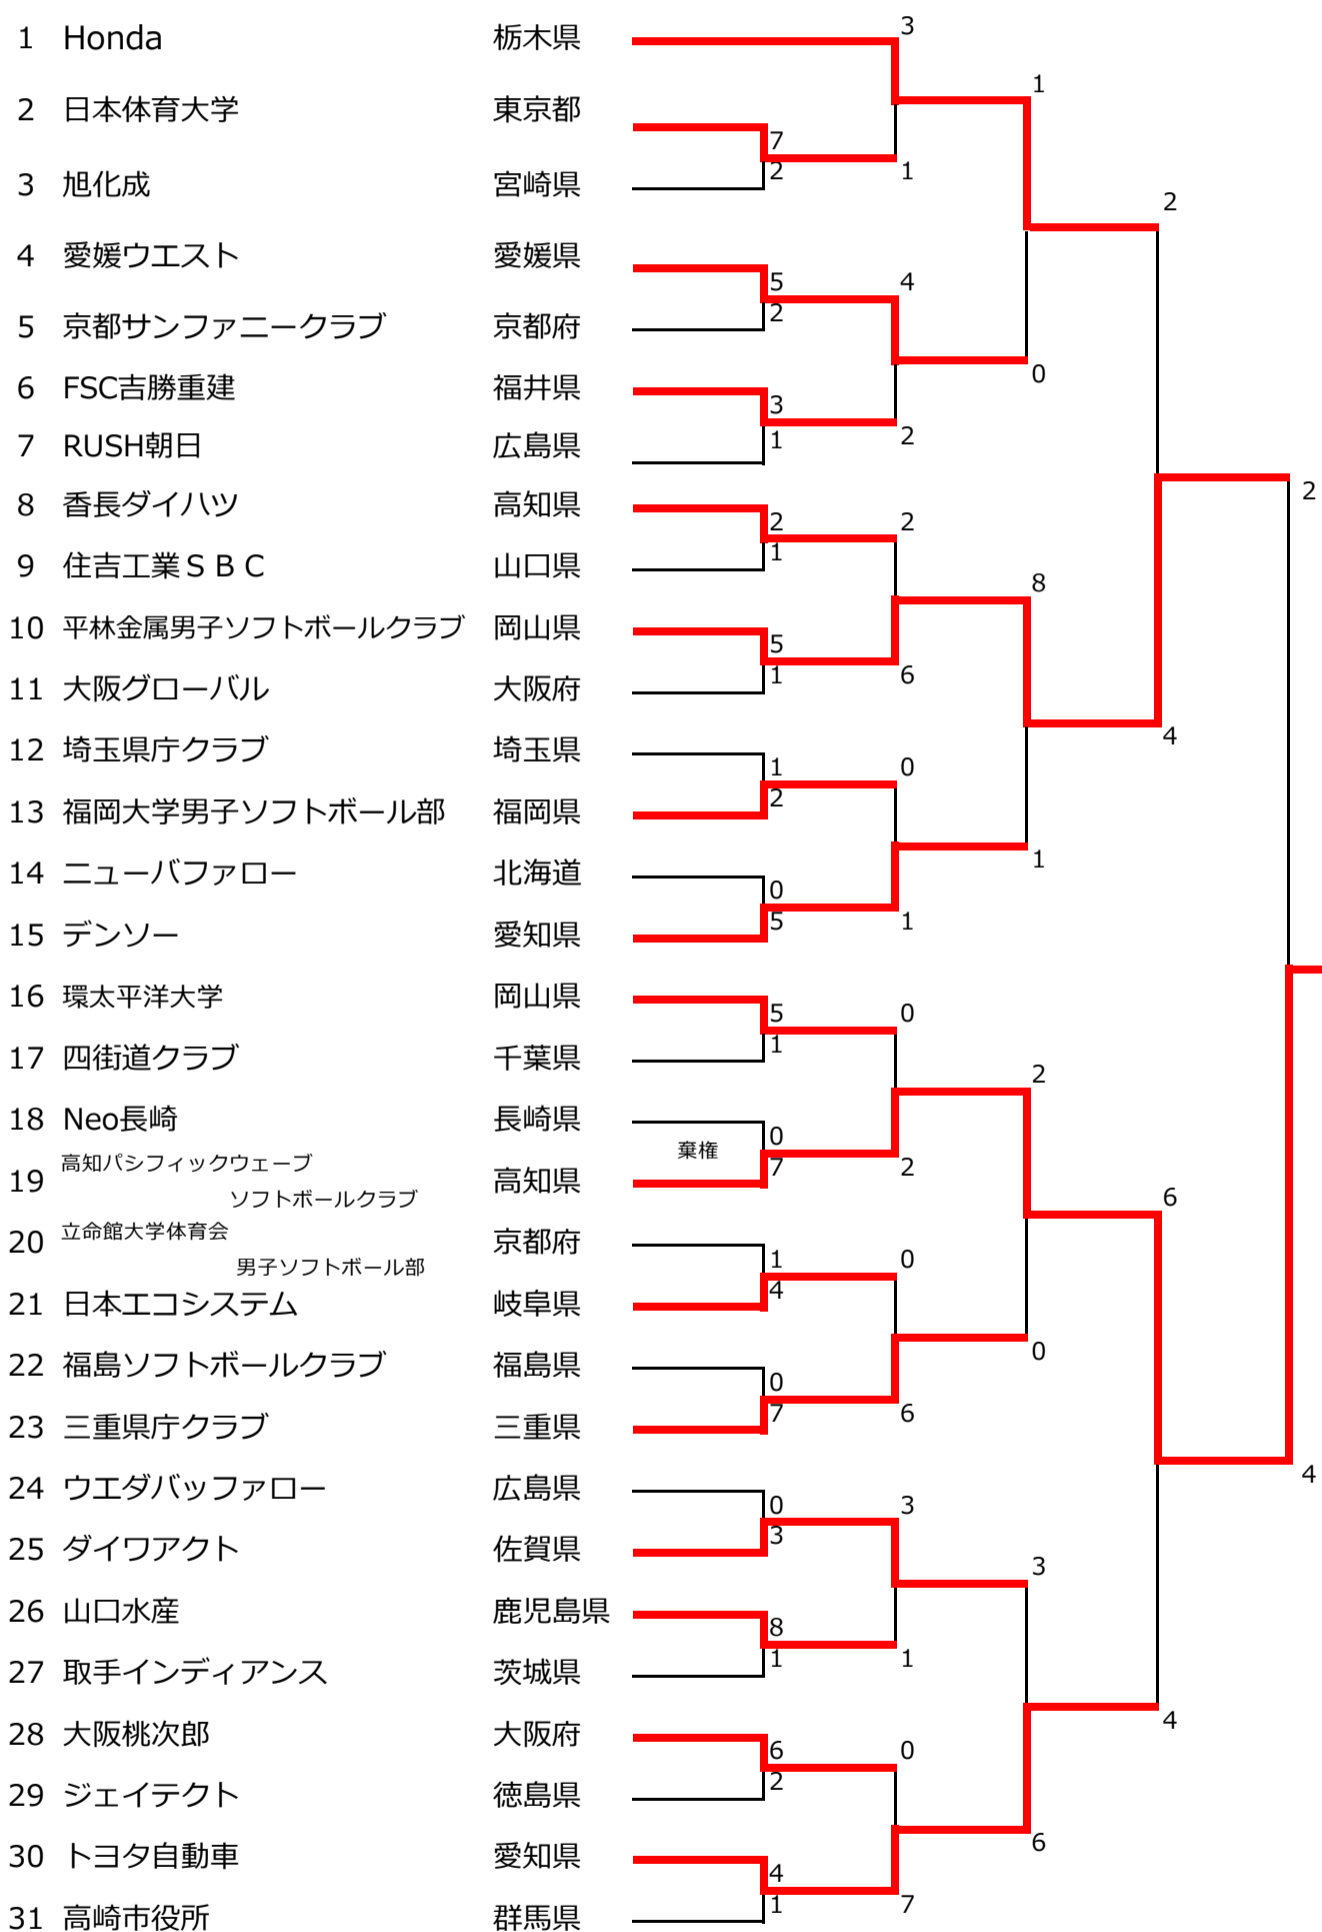 1 Honda 栃木県
3
1
2 日本体育大学 東京都
7
2
1
3 旭化成 宮崎県
2
4 愛媛ウエスト 愛媛県
5
4
2
5 京都サンファニークラブ 京都府
0
6 FSC吉勝重建 福井県
3
7 RUSH朝日 広島県
1
2
8 香長ダイハツ 高知県
2
2
2
1
9 住吉工業ＳＢＣ 山口県
8
10 平林金属男子ソフトボールクラブ 岡山県
5
1
6
11 大阪グローバル 大阪府
4
12 埼玉県庁クラブ 埼玉県
1
0
2
13 福岡大学男子ソフトボール部 福岡県
1
14 ニューバファロー 北海道
0
5
1
15 デンソー 愛知県
16 環太平洋大学 岡山県
5
0
1
17 四街道クラブ 千葉県
2
18 Neo長崎 長崎県
0
棄権
7
2
19 高知パシフィックウェーブ
ソフトボールクラブ 高知県
6
20 立命館大学体育会
男子ソフトボール部 京都府
1
0
4
21 日本エコシステム 岐阜県
0
22 福島ソフトボールクラブ 福島県
0
7
6
23 三重県庁クラブ 三重県
4
24 ウエダバッファロー 広島県
0
3
3
25 ダイワアクト 佐賀県
3
26 山口水産 鹿児島県
8
1
1
27 取手インディアンス 茨城県
4
28 大阪桃次郎 大阪府
6
0
2
29 ジェイテクト 徳島県
6
30 トヨタ自動車 愛知県
4
1
7
31 高崎市役所 群馬県